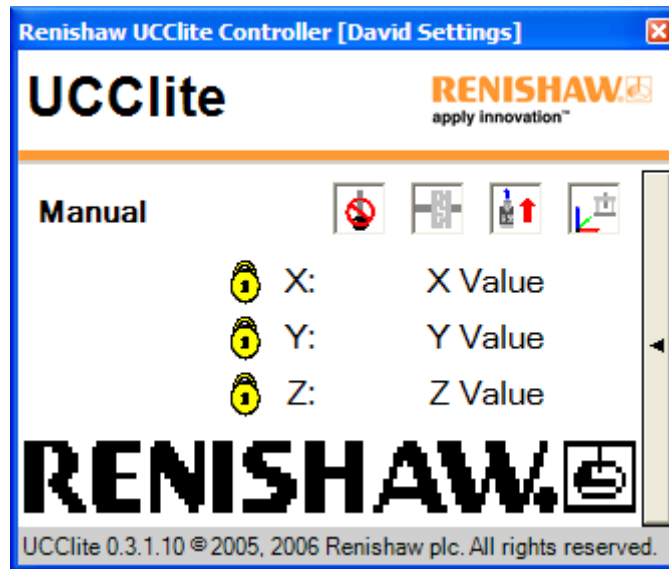 Renishaw UCClite Controller [David Settings]
UCClite
RENISHAW.
apply innovation™
Manual
X: X Value
Y: Y Value
Z: Z Value
RENISHAW.
UCClite 0.3.1.10 © 2005, 2006 Renishaw plc. All rights reserved.